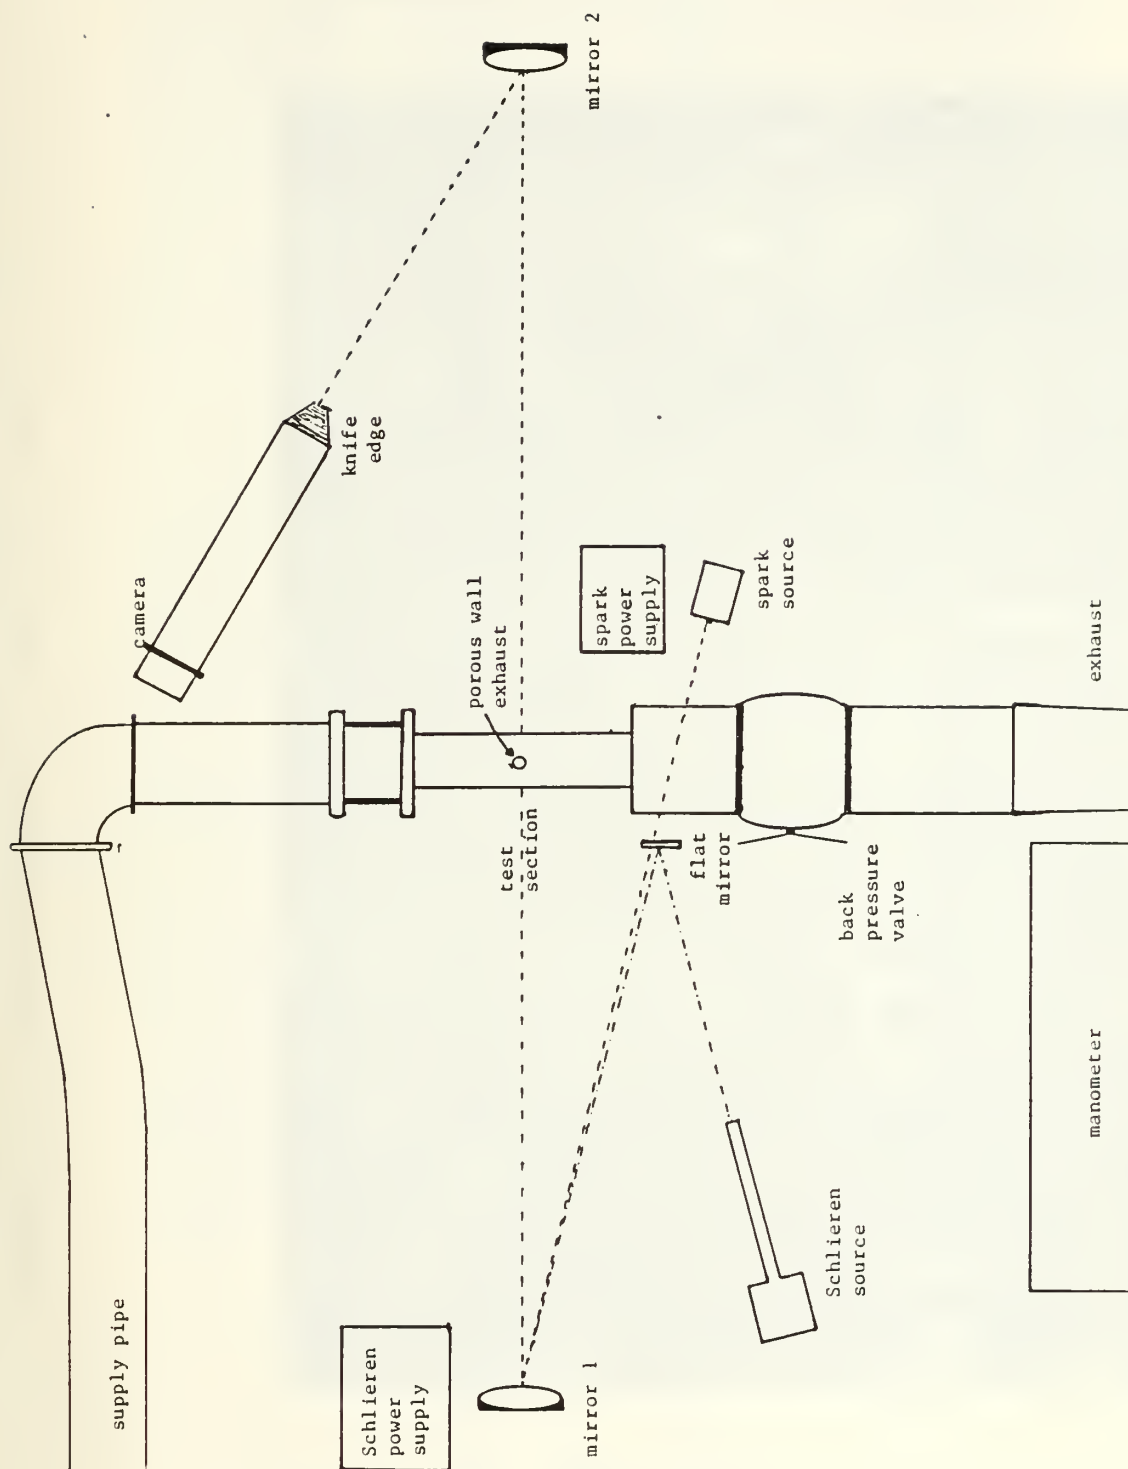 mirror 2
knife
edge
camera
porous wall
exhaust
spark
power
supply
spark
source
exhaust
test
section
flat
mirror
back
pressure
valve
manometer
Schlieren
source
supply pipe
Schlieren
power
supply
mirror 1